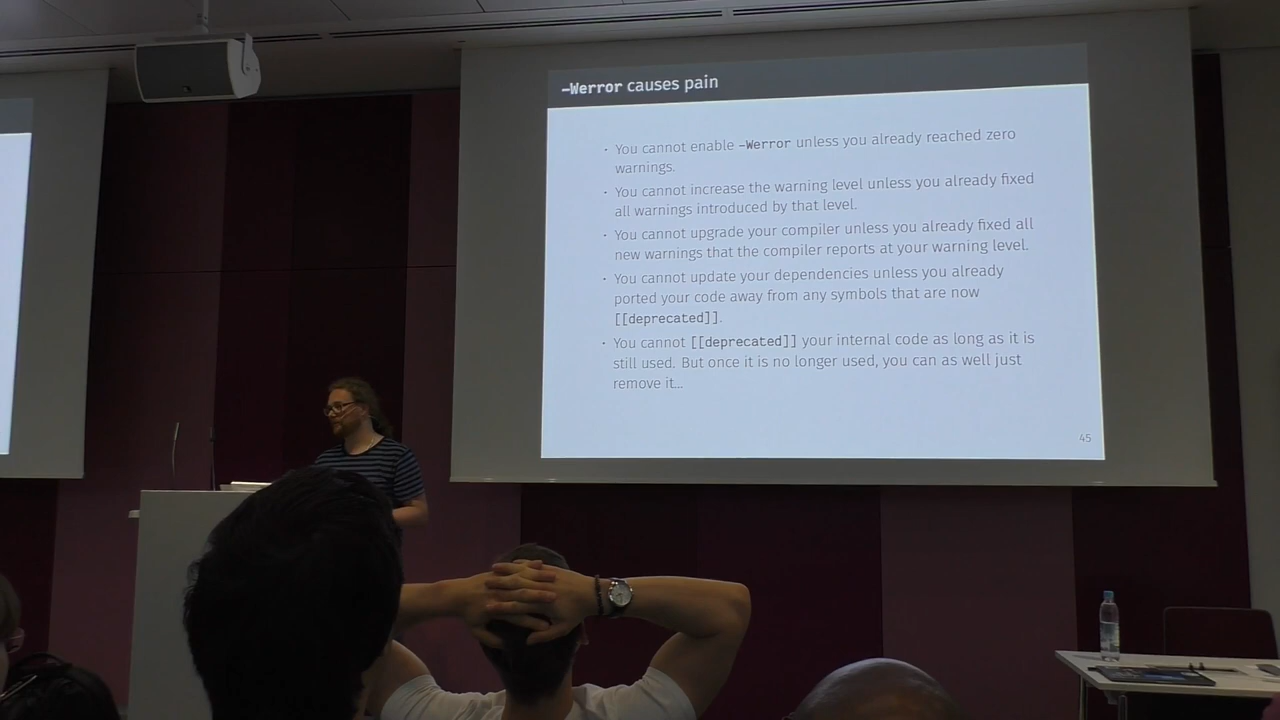 -Werror causes pain
· You cannot enable -Werror unless you already reached zero
warnings.
· You cannot increase the warning level unless you already fixed
all warnings introduced by that level.
· You cannot upgrade your compiler unless you already fixed all
new warnings that the compiler reports at your warning level.
· You cannot update your dependencies unless you already
ported your code away from any symbols that are now
[[deprecated]].
· You cannot [[deprecated]] your internal code as long as it is
still used. But once it is no longer used, you can as well just
remove it...
45